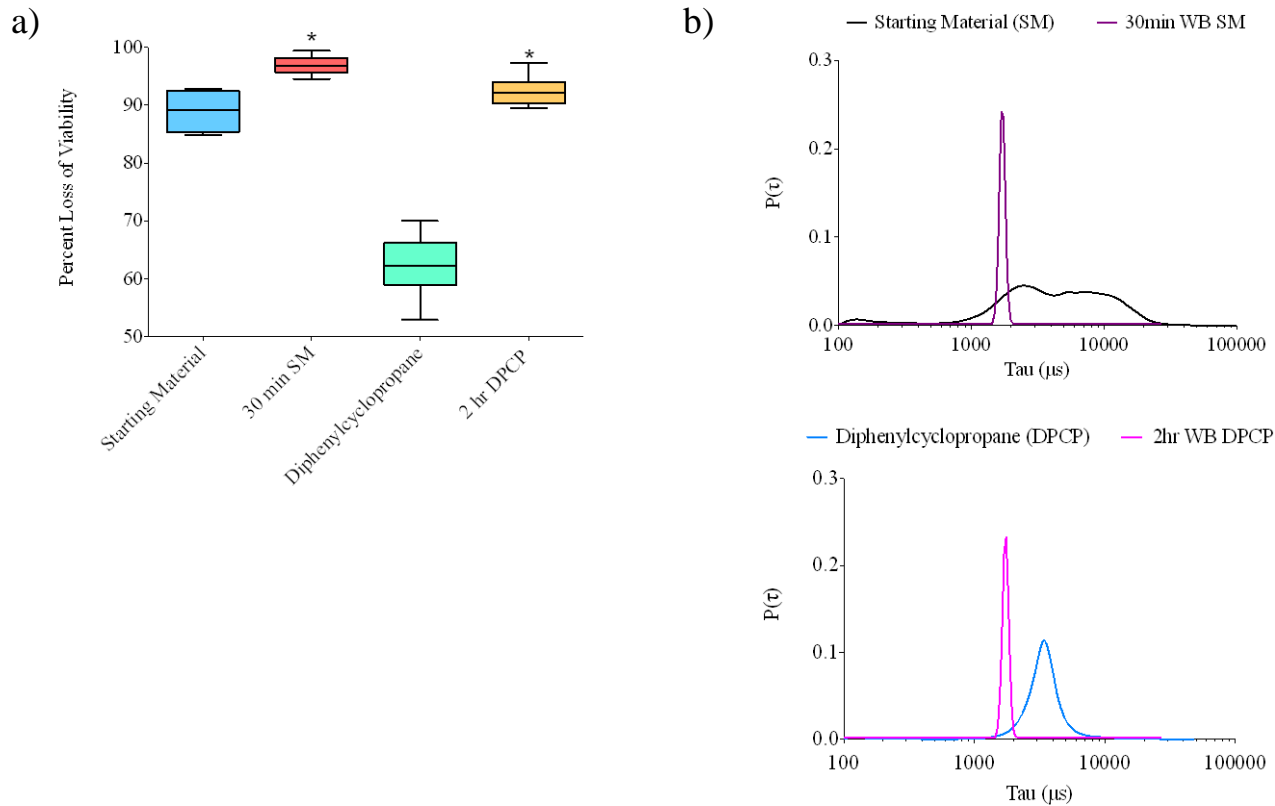 a)
100
90
80
70
60
50
Percent Loss of Viability
*
*
Starting Material
30 min SM
Diphenylcyclopropane
2 hr DPCP
b)
Starting Material (SM) 30min WB SM
0.3
0.2
0.1
0.0
P(τ)
100 1000 10000 100000
Tau (μs)
Diphenylcyclopropane (DPCP) 2hr WB DPCP
0.3
0.2
0.1
0.0
P(τ)
100 1000 10000 100000
Tau (μs)